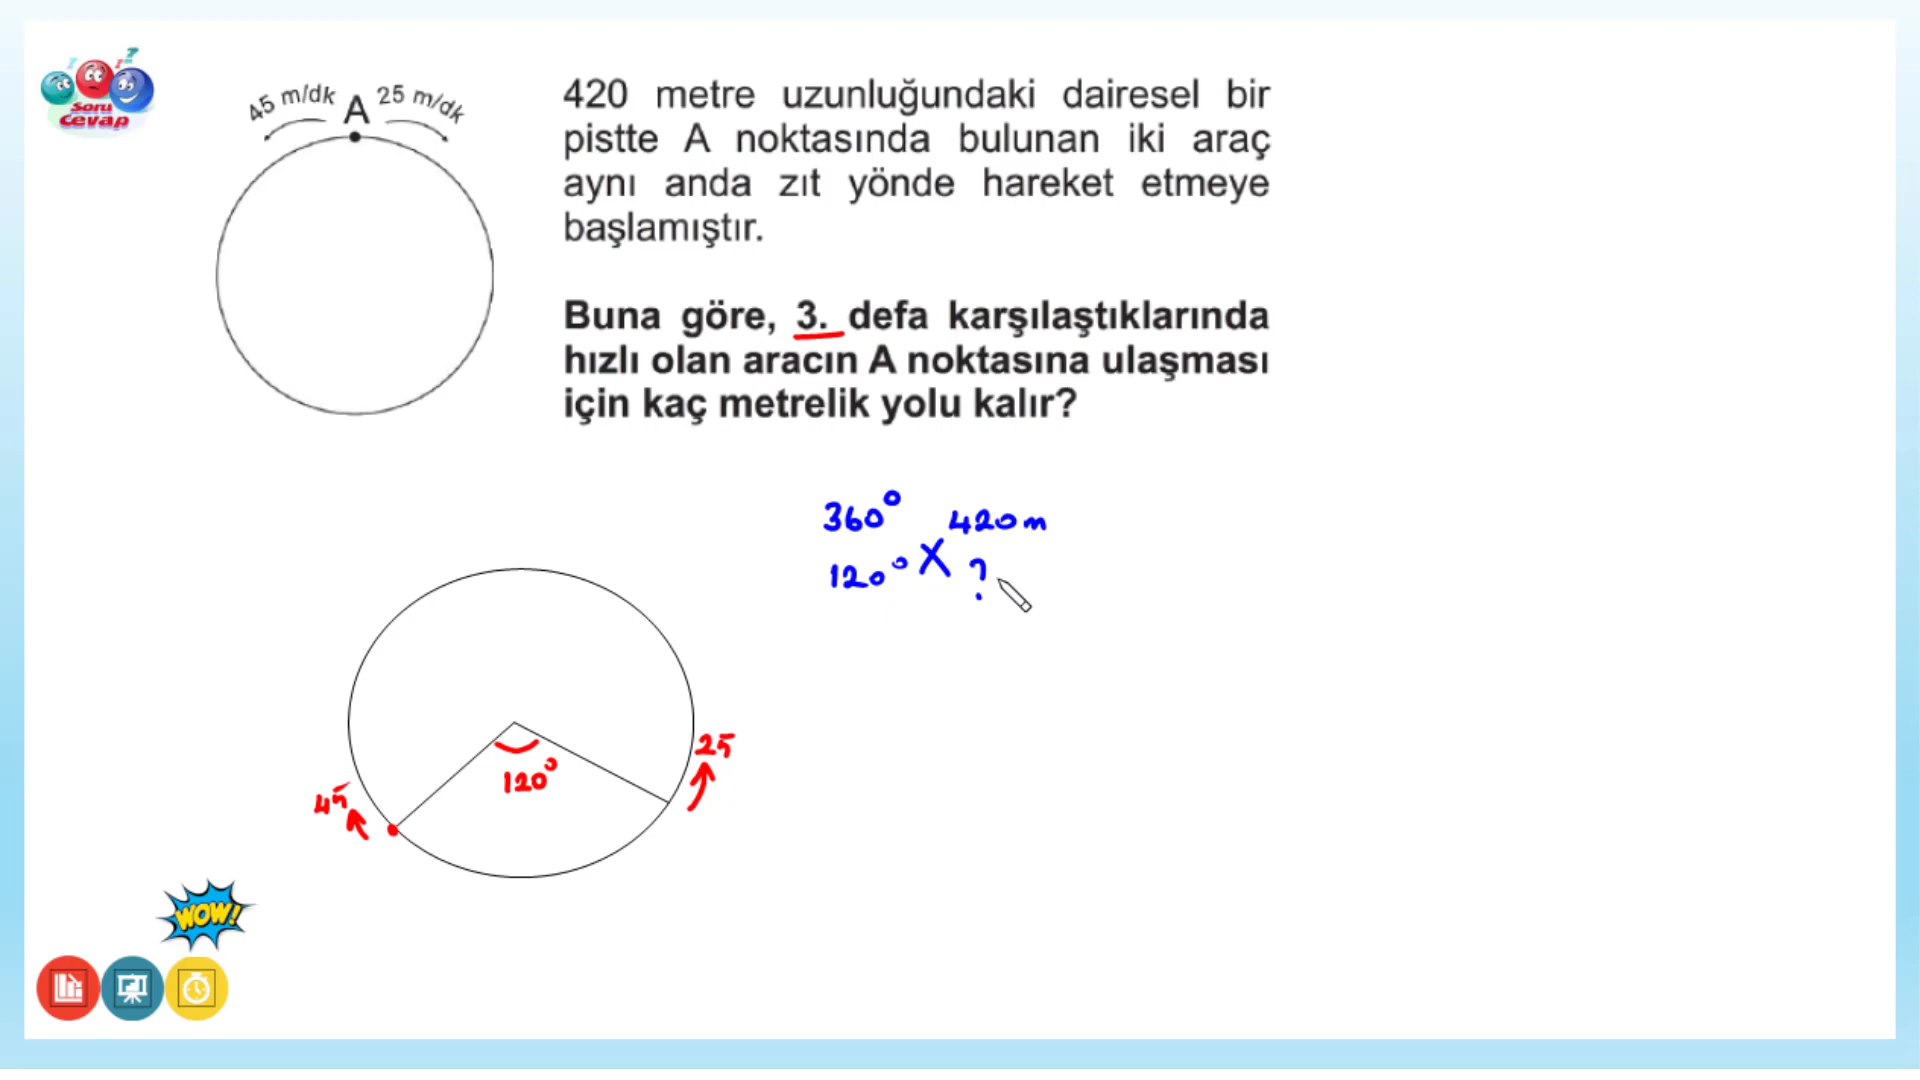 Soru
Cevap
45 m/dk A 25 m/dk
420 metre uzunluğundaki dairesel bir
pistte A noktasında bulunan iki araç
aynı anda zıt yönde hareket etmeye
başlamıştır.
Buna göre, 3. defa karşılaştıklarında
hızlı olan aracın A noktasına ulaşması
için kaç metrelik yolu kalır?
360° 420 m
120° X ?
25
120°
45
WOW!